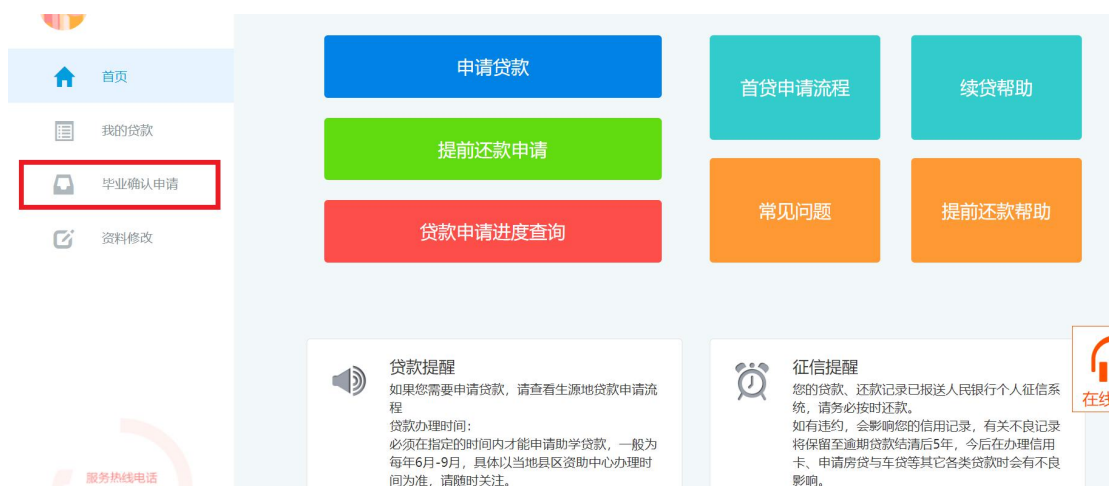 首页
我的贷款
毕业确认申请
资料修改
服务热线电话
申请贷款
提前还款申请
贷款申请进度查询
首贷申请流程
续贷帮助
常见问题
提前还款帮助
贷款提醒
如果您需要申请贷款，请查看生源地贷款申请流
程
贷款办理时间：
必须在指定的时间内才能申请助学贷款，一般为
每年6月-9月，具体以当地县区资助中心办理时
间为准，请随时关注。
征信提醒
您的贷款、还款记录已报送人民银行个人征信系
统，请务必按时还款。
如有违约，会影响您的信用记录，有关不良记录
将保留至逾期贷款结清后5年，今后在办理信用
卡、申请房贷与车贷等其它各类贷款时会有不良
影响。
在线